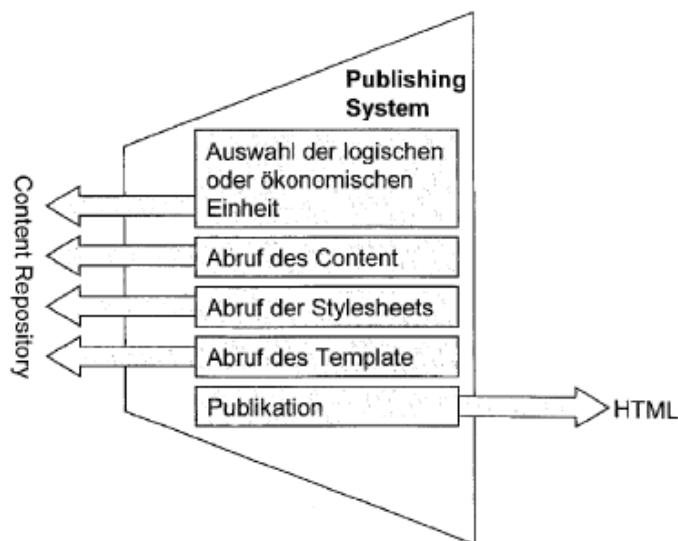 Publishing
System
Auswahl der logischen
oder ökonomischen
Einheit
Abruf des Content
Abruf der Stylesheets
Abruf des Template
Publikation
Content Repository
HTML